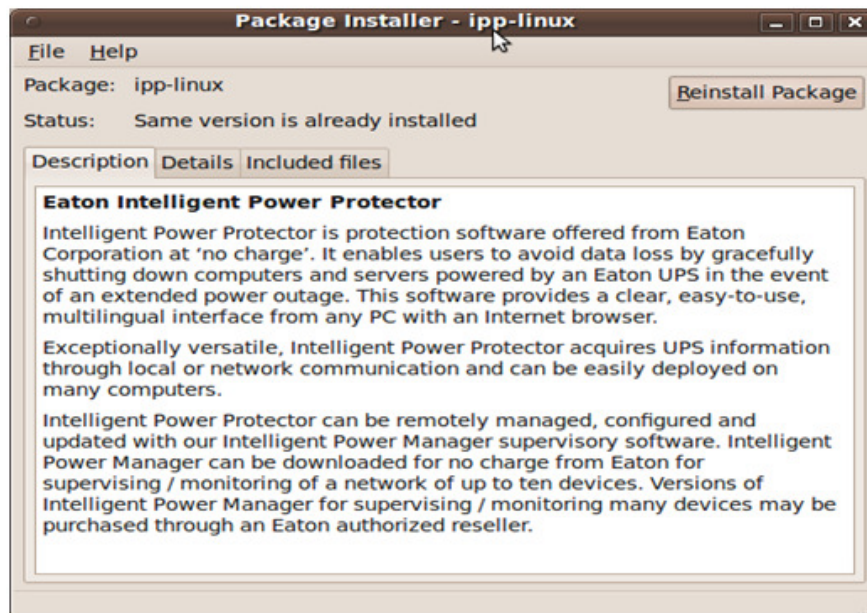 Package Installer - ipp-linux
File Help
Package: ipp-linux
Reinstall Package
Status: Same version is already installed
Description Details Included files
Eaton Intelligent Power Protector
Intelligent Power Protector is protection software offered from Eaton
Corporation at ‘no charge’. It enables users to avoid data loss by gracefully
shutting down computers and servers powered by an Eaton UPS in the event
of an extended power outage. This software provides a clear, easy-to-use,
multilingual interface from any PC with an Internet browser.
Exceptionally versatile, Intelligent Power Protector acquires UPS information
through local or network communication and can be easily deployed on
many computers.
Intelligent Power Protector can be remotely managed, configured and
updated with our Intelligent Power Manager supervisory software. Intelligent
Power Manager can be downloaded for no charge from Eaton for
supervising / monitoring of a network of up to ten devices. Versions of
Intelligent Power Manager for supervising / monitoring many devices may be
purchased through an Eaton authorized reseller.